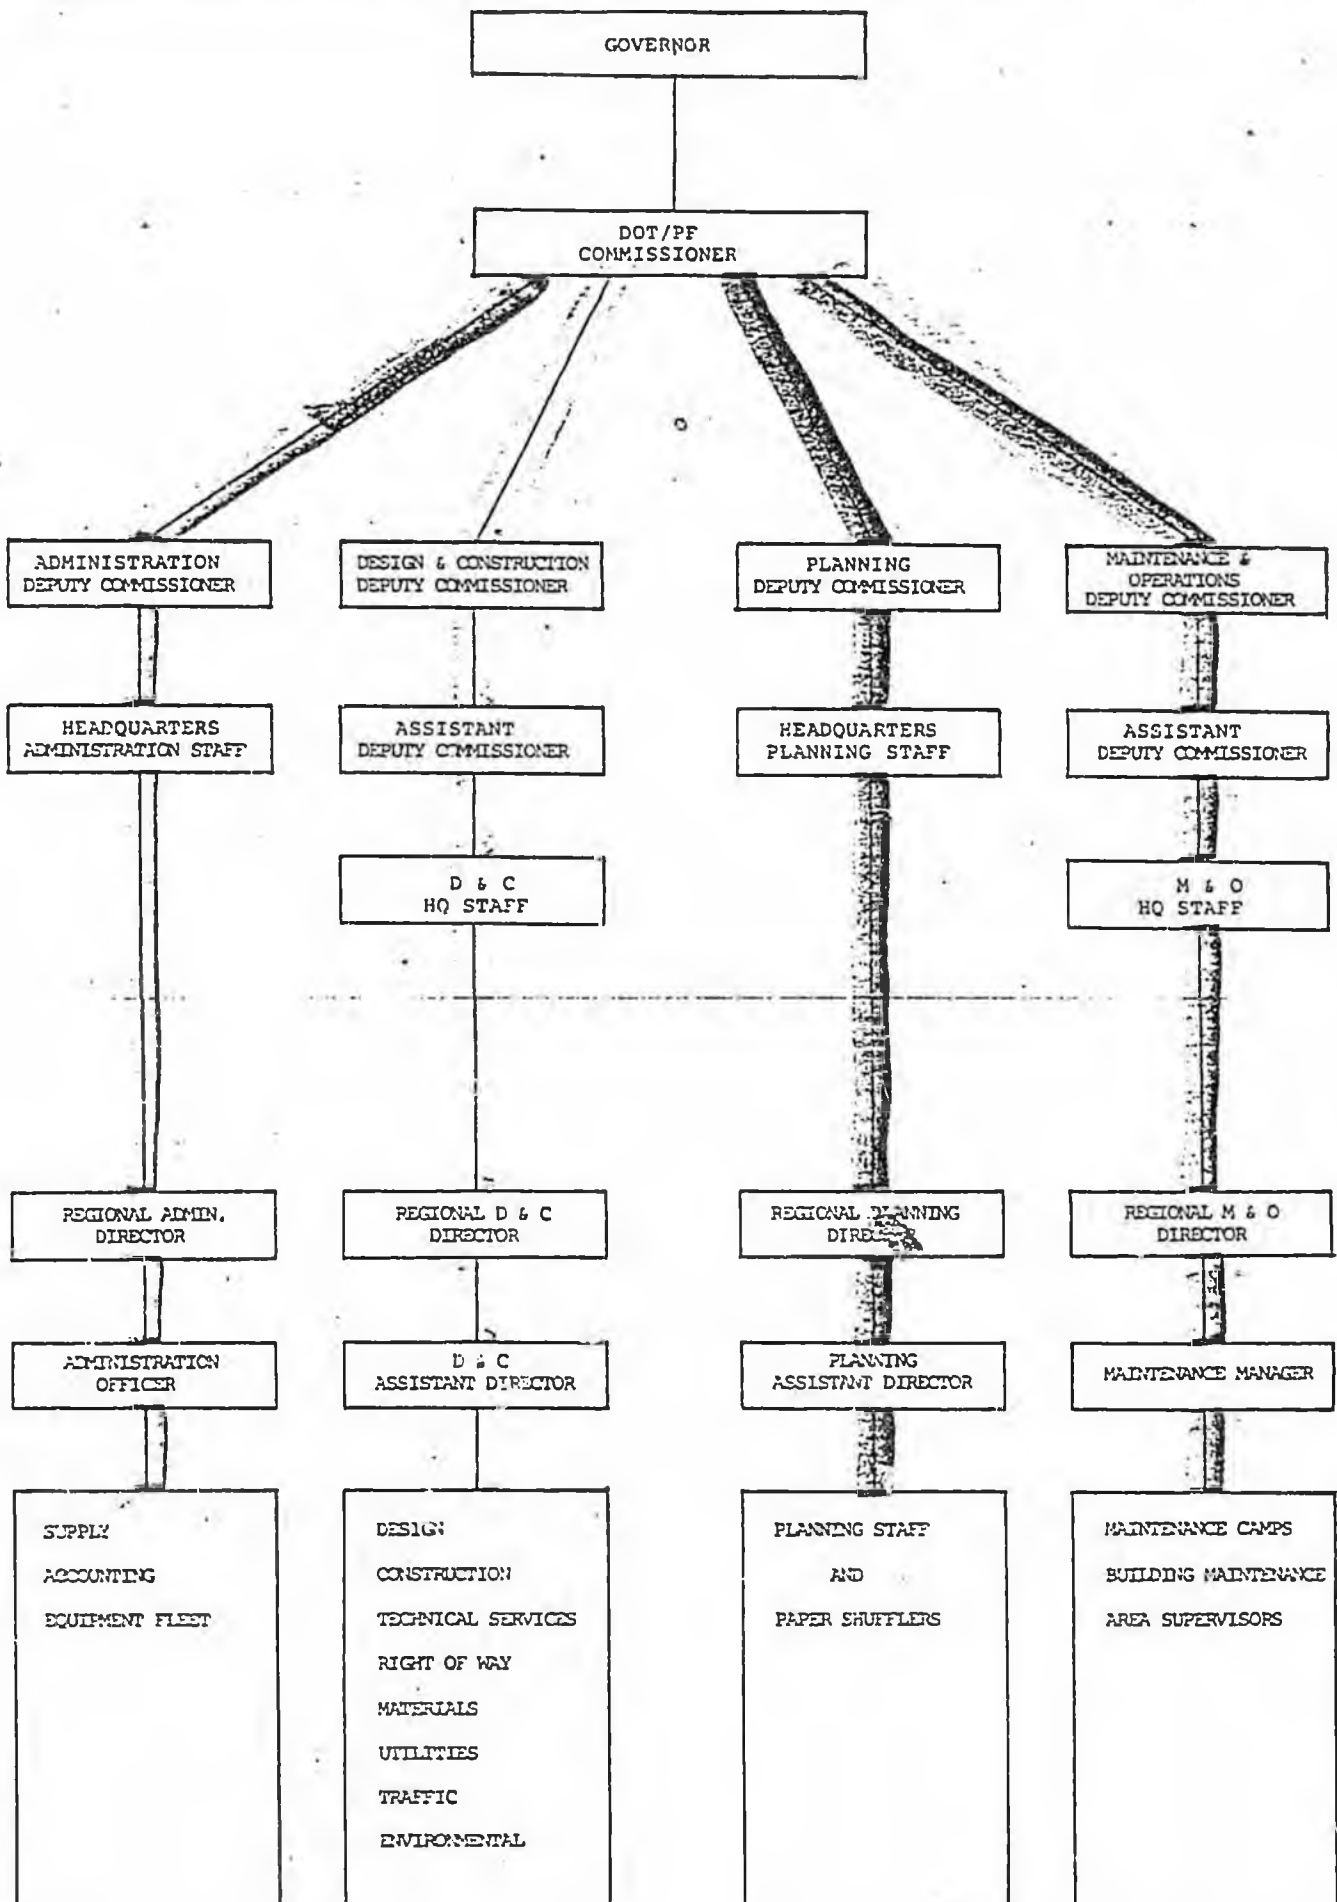 GOVERNOR
DOT/PF
COMMISSIONER
ADMINISTRATION
DEPUTY COMMISSIONER
DESIGN & CONSTRUCTION
DEPUTY COMMISSIONER
PLANNING
DEPUTY COMMISSIONER
MAINTENANCE &
OPERATIONS
DEPUTY COMMISSIONER
HEADQUARTERS
ADMINISTRATION STAFF
ASSISTANT
DEPUTY COMMISSIONER
HEADQUARTERS
PLANNING STAFF
ASSISTANT
DEPUTY COMMISSIONER
D & C
HQ STAFF
M & O
HQ STAFF
REGIONAL ADMIN.
DIRECTOR
REGIONAL D & C
DIRECTOR
REGIONAL PLANNING
DIRECTOR
REGIONAL M & O
DIRECTOR
ADMINISTRATION
OFFICER
D & C
ASSISTANT DIRECTOR
PLANNING
ASSISTANT DIRECTOR
MAINTENANCE MANAGER
SUPPLY
ACCOUNTING
EQUIPMENT FLEET
DESIGN
CONSTRUCTION
TECHNICAL SERVICES
RIGHT OF WAY
MATERIALS
UTILITIES
TRAFFIC
ENVIRONMENTAL
PLANNING STAFF
AND
PAPER SHUFFLERS
MAINTENANCE CAMPS
BUILDING MAINTENANCE
AREA SUPERVISORS